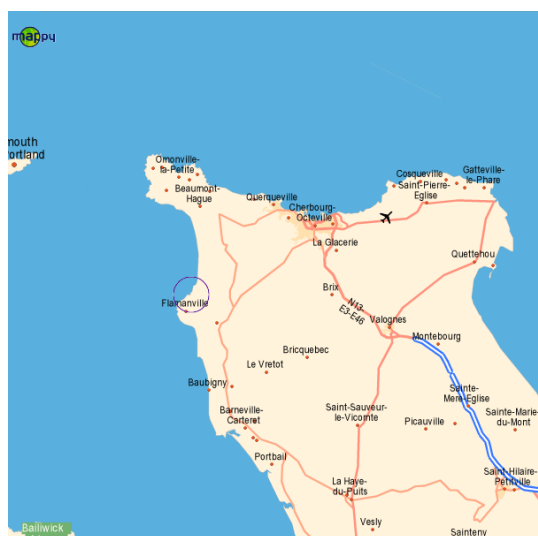 mappy
mouth
ortland
Omonville-
la-Petite
Beaumont-
Hague
Querqueville
Cherbourg-
Octeville
La Glacerie
Cosqueville
Saint-Pierre-
Eglise
Gatteville-
le-Phare
Quettehou
Flamanville
Brix
N13-
E3-E46
Valognes
Montebourg
Bricquebec
Le Vretot
Baubigny
Sainte-
Mere-Eglise
Sainte-Marie-
du-Mont
Barneville-
Carteret
Saint-Sauveur-
le-Vicomte
Picauville
Portbail
La Haye-
du-Puits
Saint-Hilaire-
Petitville
Vesly
Sainteny
Bailiwick